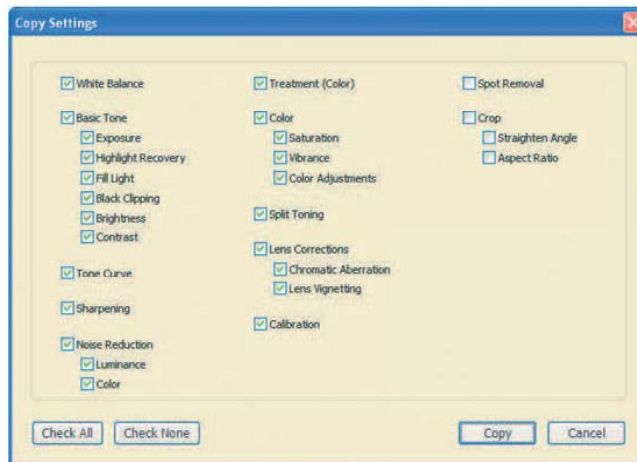 Copy Settings
White Balance
Basic Tone
Exposure
Highlight Recovery
Fill Light
Black Clipping
Brightness
Contrast
Tone Curve
Sharpening
Noise Reduction
Luminance
Color
Treatment (Color)
Color
Saturation
Vibrance
Color Adjustments
Split Toning
Lens Corrections
Chromatic Aberration
Lens Vignetting
Calibration
Spot Removal
Crop
Straighten Angle
Aspect Ratio
Check All
Check None
Copy
Cancel